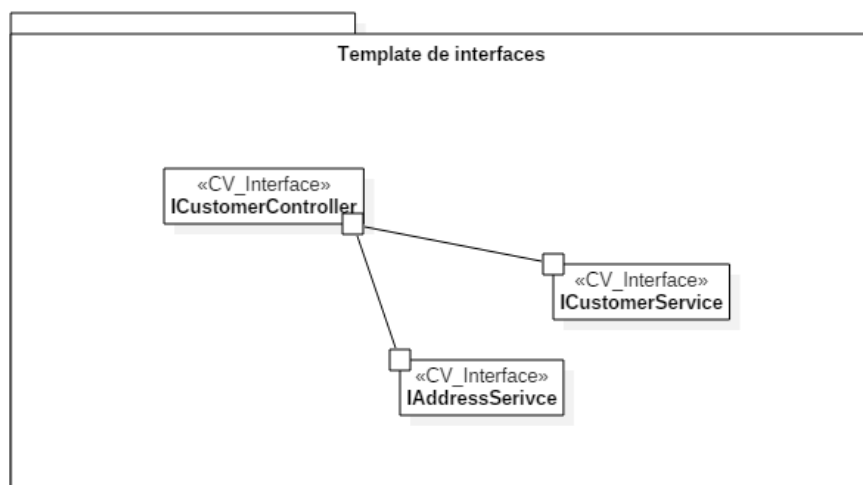 Template de interfaces
«CV_Interface»
ICustomerController
«CV_Interface»
ICustomerService
«CV_Interface»
IAddressSerivce